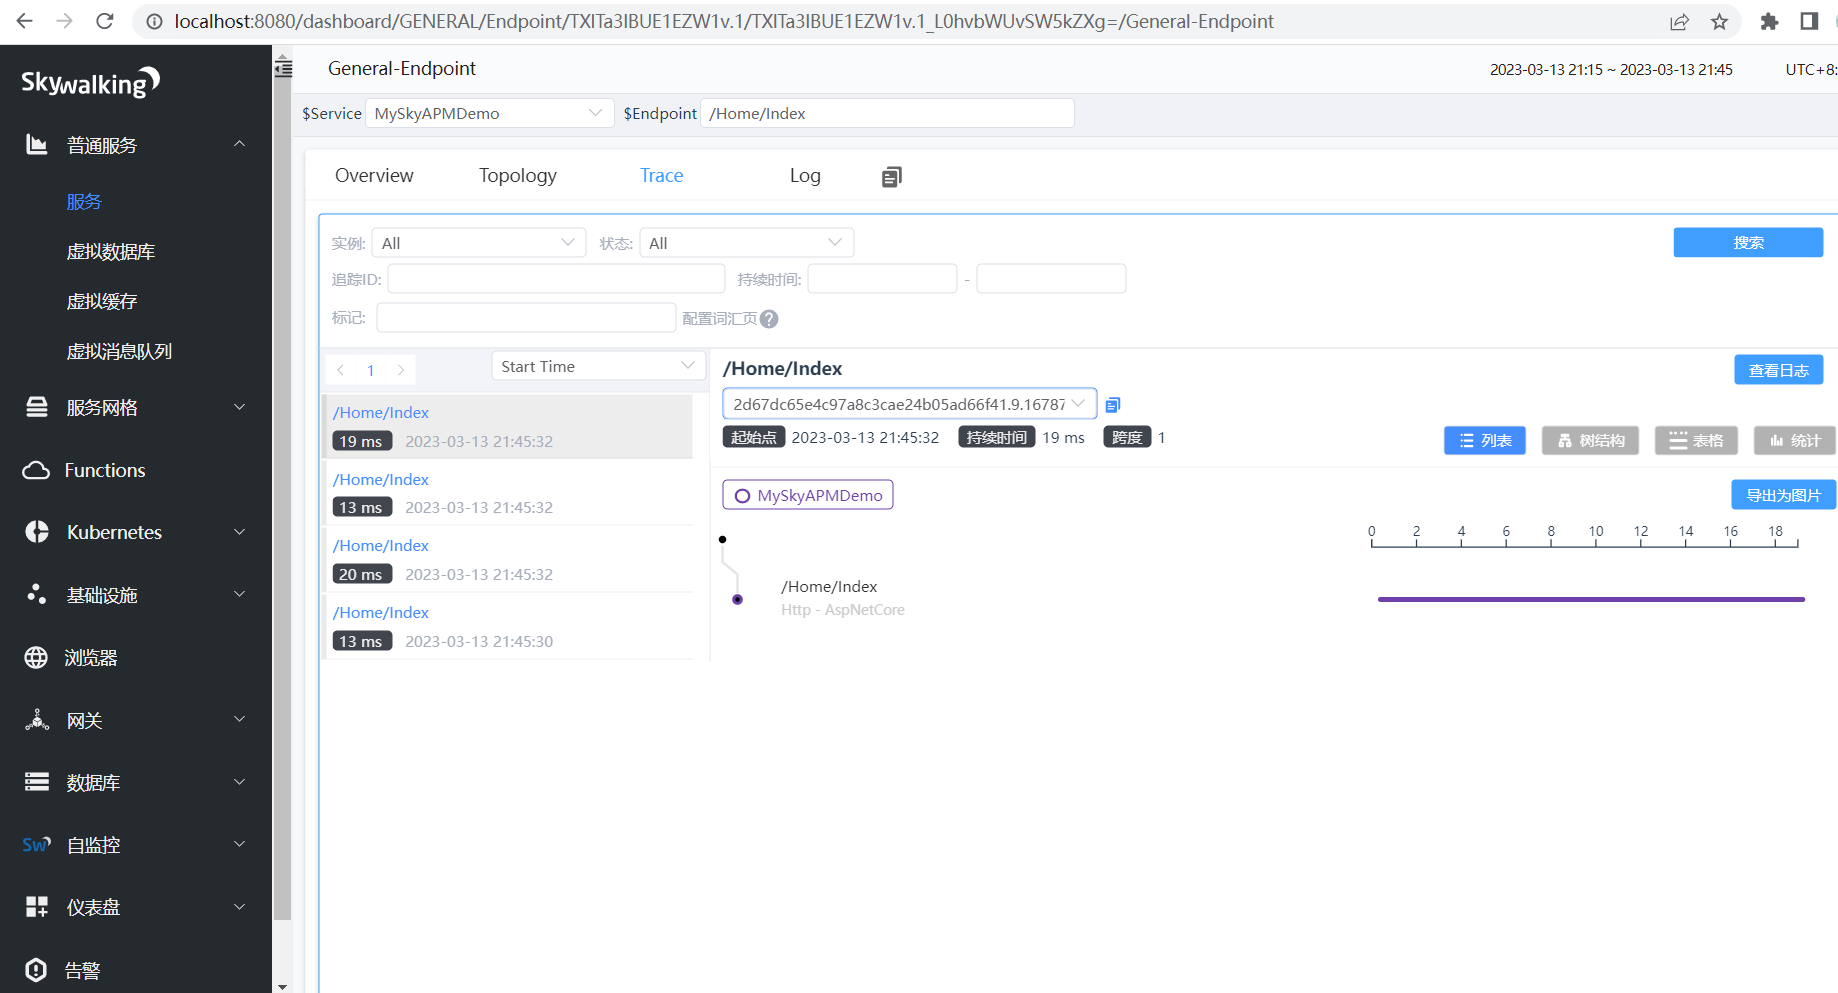 localhost:8080/dashboard/GENERAL/Endpoint/TXlTa3lBUE1EZW1v.1/TXlTa3lBUE1EZW1v.1_L0hvbWUvSW5kZXg=/General-Endpoint
Skywalking
General-Endpoint
2023-03-13 21:15 ~ 2023-03-13 21:45
UTC+8:
$Service
MySkyAPMDemo
$Endpoint
/Home/Index
普通服务
服务
虚拟数据库
虚拟缓存
虚拟消息队列
服务网格
Functions
Kubernetes
基础设施
浏览器
网关
数据库
Sw
自监控
仪表盘
告警
Overview
Topology
Trace
Log
实例:
All
状态:
All
搜索
追踪ID:
持续时间:
-
标记:
配置词汇页
1
Start Time
/Home/Index
19 ms
2023-03-13 21:45:32
/Home/Index
13 ms
2023-03-13 21:45:32
/Home/Index
20 ms
2023-03-13 21:45:32
/Home/Index
13 ms
2023-03-13 21:45:30
/Home/Index
查看日志
2d67dc65e4c97a8c3cae24b05ad66f41.9.16787
起始点
2023-03-13 21:45:32
持续时间
19 ms
跨度
1
列表
树结构
表格
统计
MySkyAPMDemo
导出为图片
0 2 4 6 8 10 12 14 16 18
/Home/Index
Http - AspNetCore